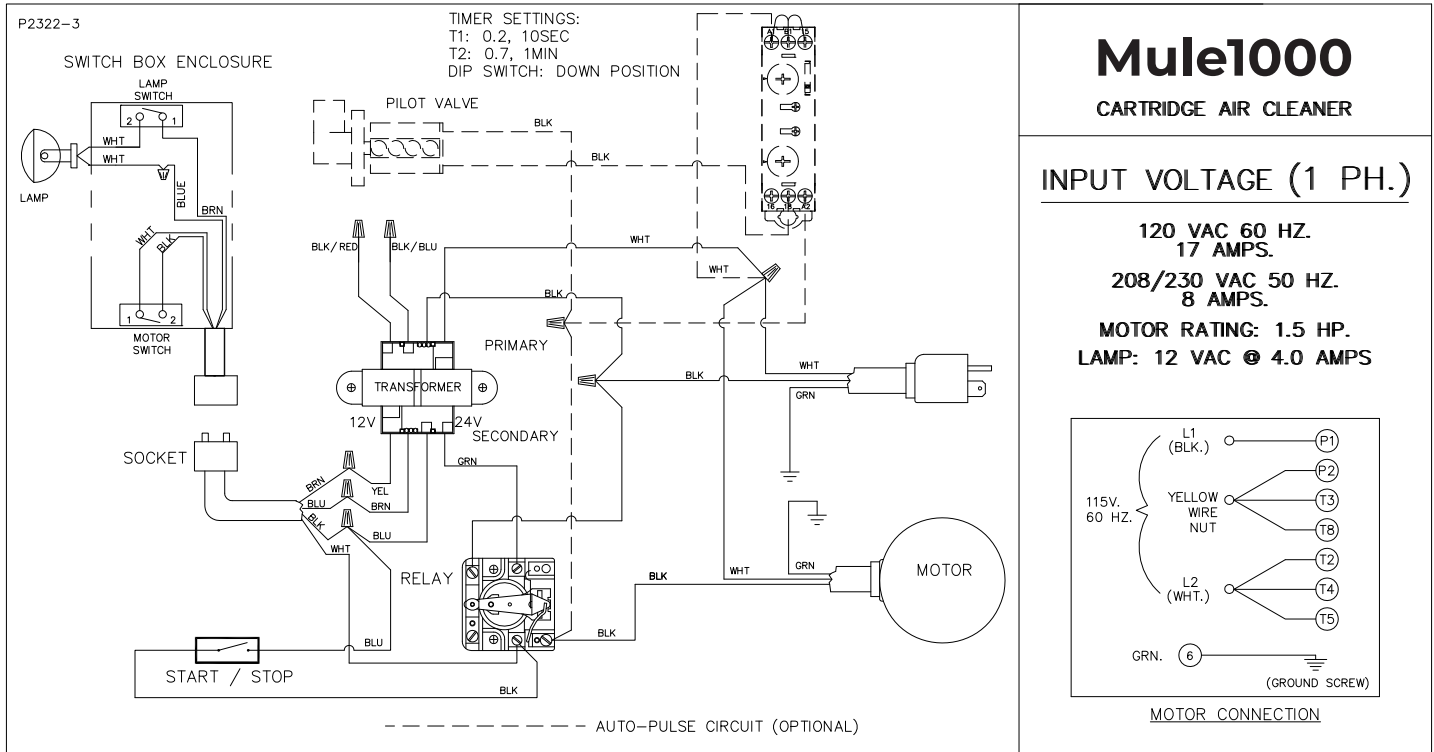 P2322-3
TIMER SETTINGS:
T1: 0.2, 10SEC
T2: 0.7, 1MIN
DIP SWITCH: DOWN POSITION
SWITCH BOX ENCLOSURE
LAMP
SWITCH
2 1
WHT
WHT
LAMP
BLUE
BRN
WHT
BLK
1 2
MOTOR
SWITCH
PILOT VALVE
BLK
BLK
A1 B1 15
16 18 A2
BLK/RED
BLK/BLU
WHT
WHT
BLK
PRIMARY
TRANSFORMER
12V
24V
SECONDARY
WHT
BLK
GRN
SOCKET
BRN
YEL
BLU
BRN
BLK
BLU
WHT
GRN
RELAY
GRN
WHT
BLK
MOTOR
BLK
BLU
START / STOP
BLK
AUTO-PULSE CIRCUIT (OPTIONAL)
Mule1000
CARTRIDGE AIR CLEANER
INPUT VOLTAGE (1 PH.)
120 VAC 60 HZ.
17 AMPS.
208/230 VAC 50 HZ.
8 AMPS.
MOTOR RATING: 1.5 HP.
LAMP: 12 VAC @ 4.0 AMPS
L1
(BLK.)
P1
P2
115V.
60 HZ.
YELLOW
WIRE
NUT
T3
T8
T2
L2
(WHT.)
T4
T5
GRN. 6
(GROUND SCREW)
MOTOR CONNECTION